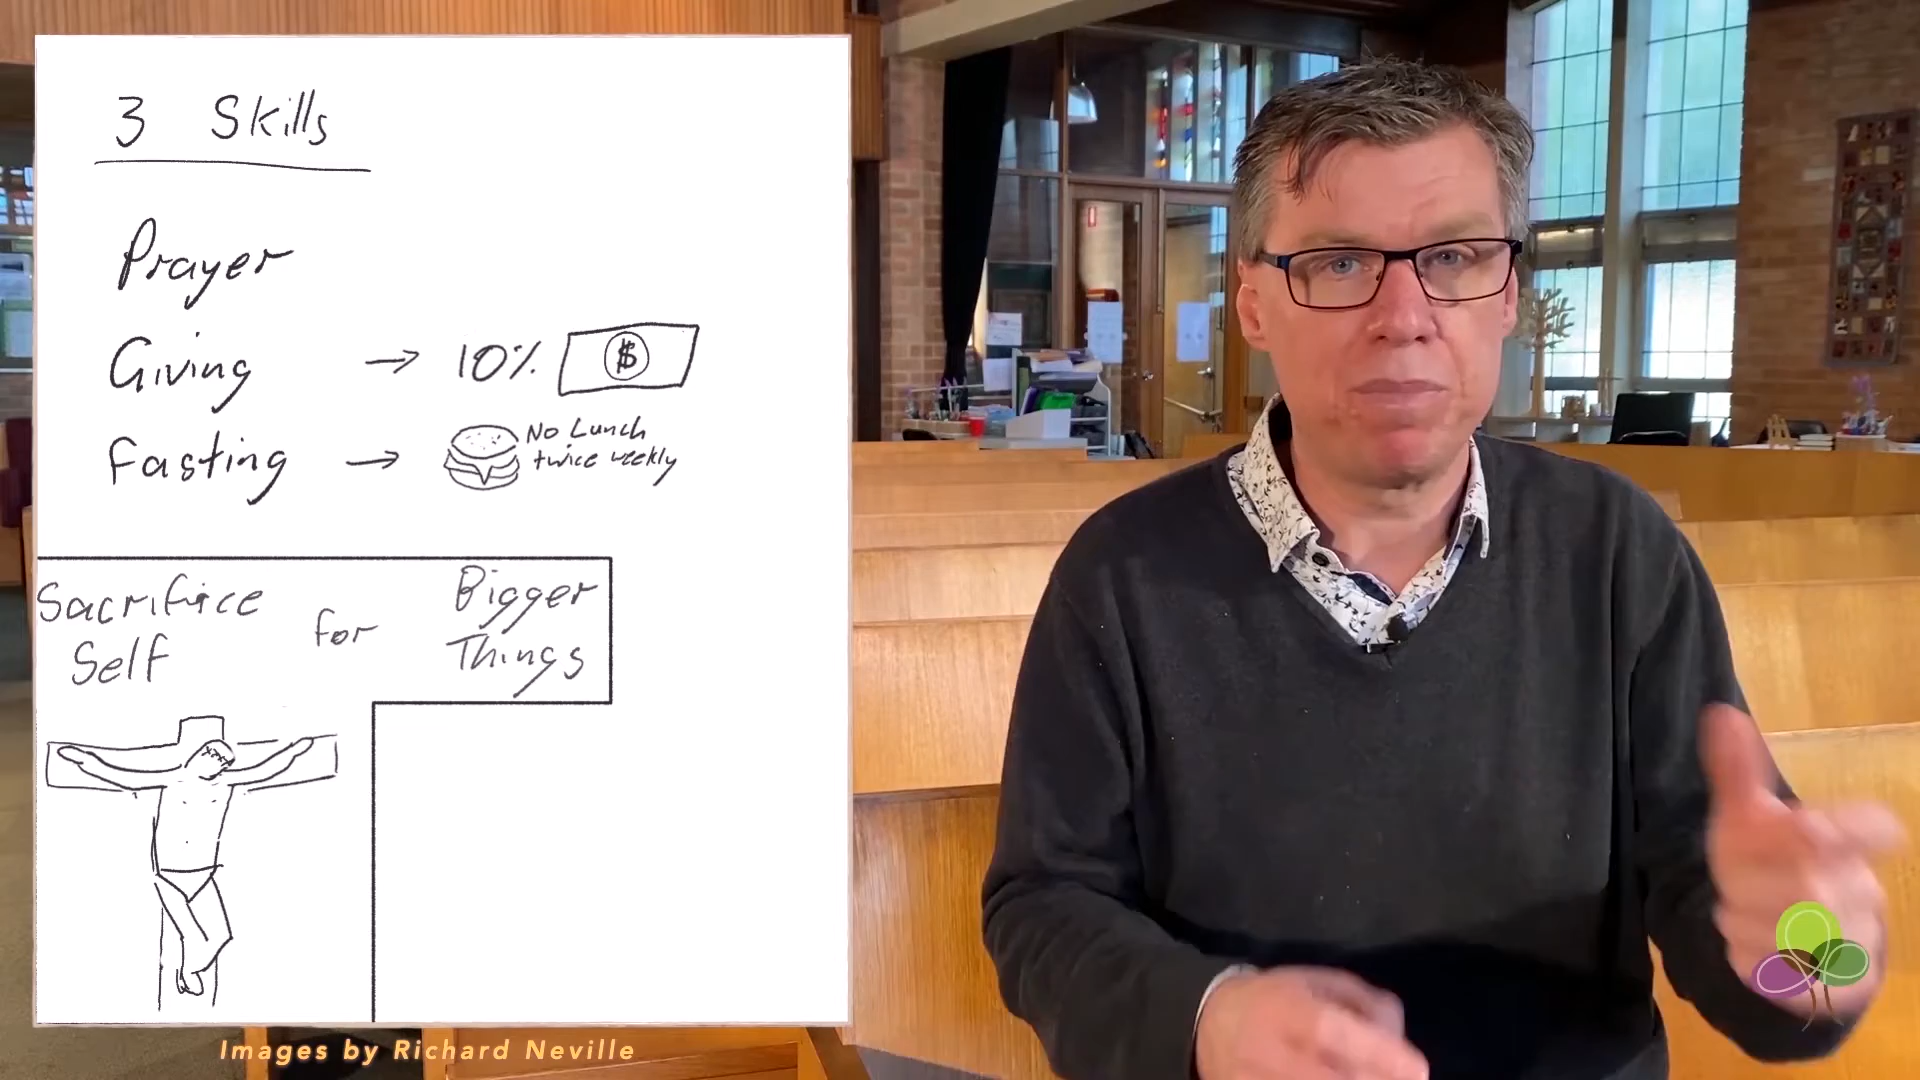 3 Skills
Prayer
Giving → 10% $
Fasting → No Lunch
twice weekly
Sacrifice Self for Bigger Things
Images by Richard Neville